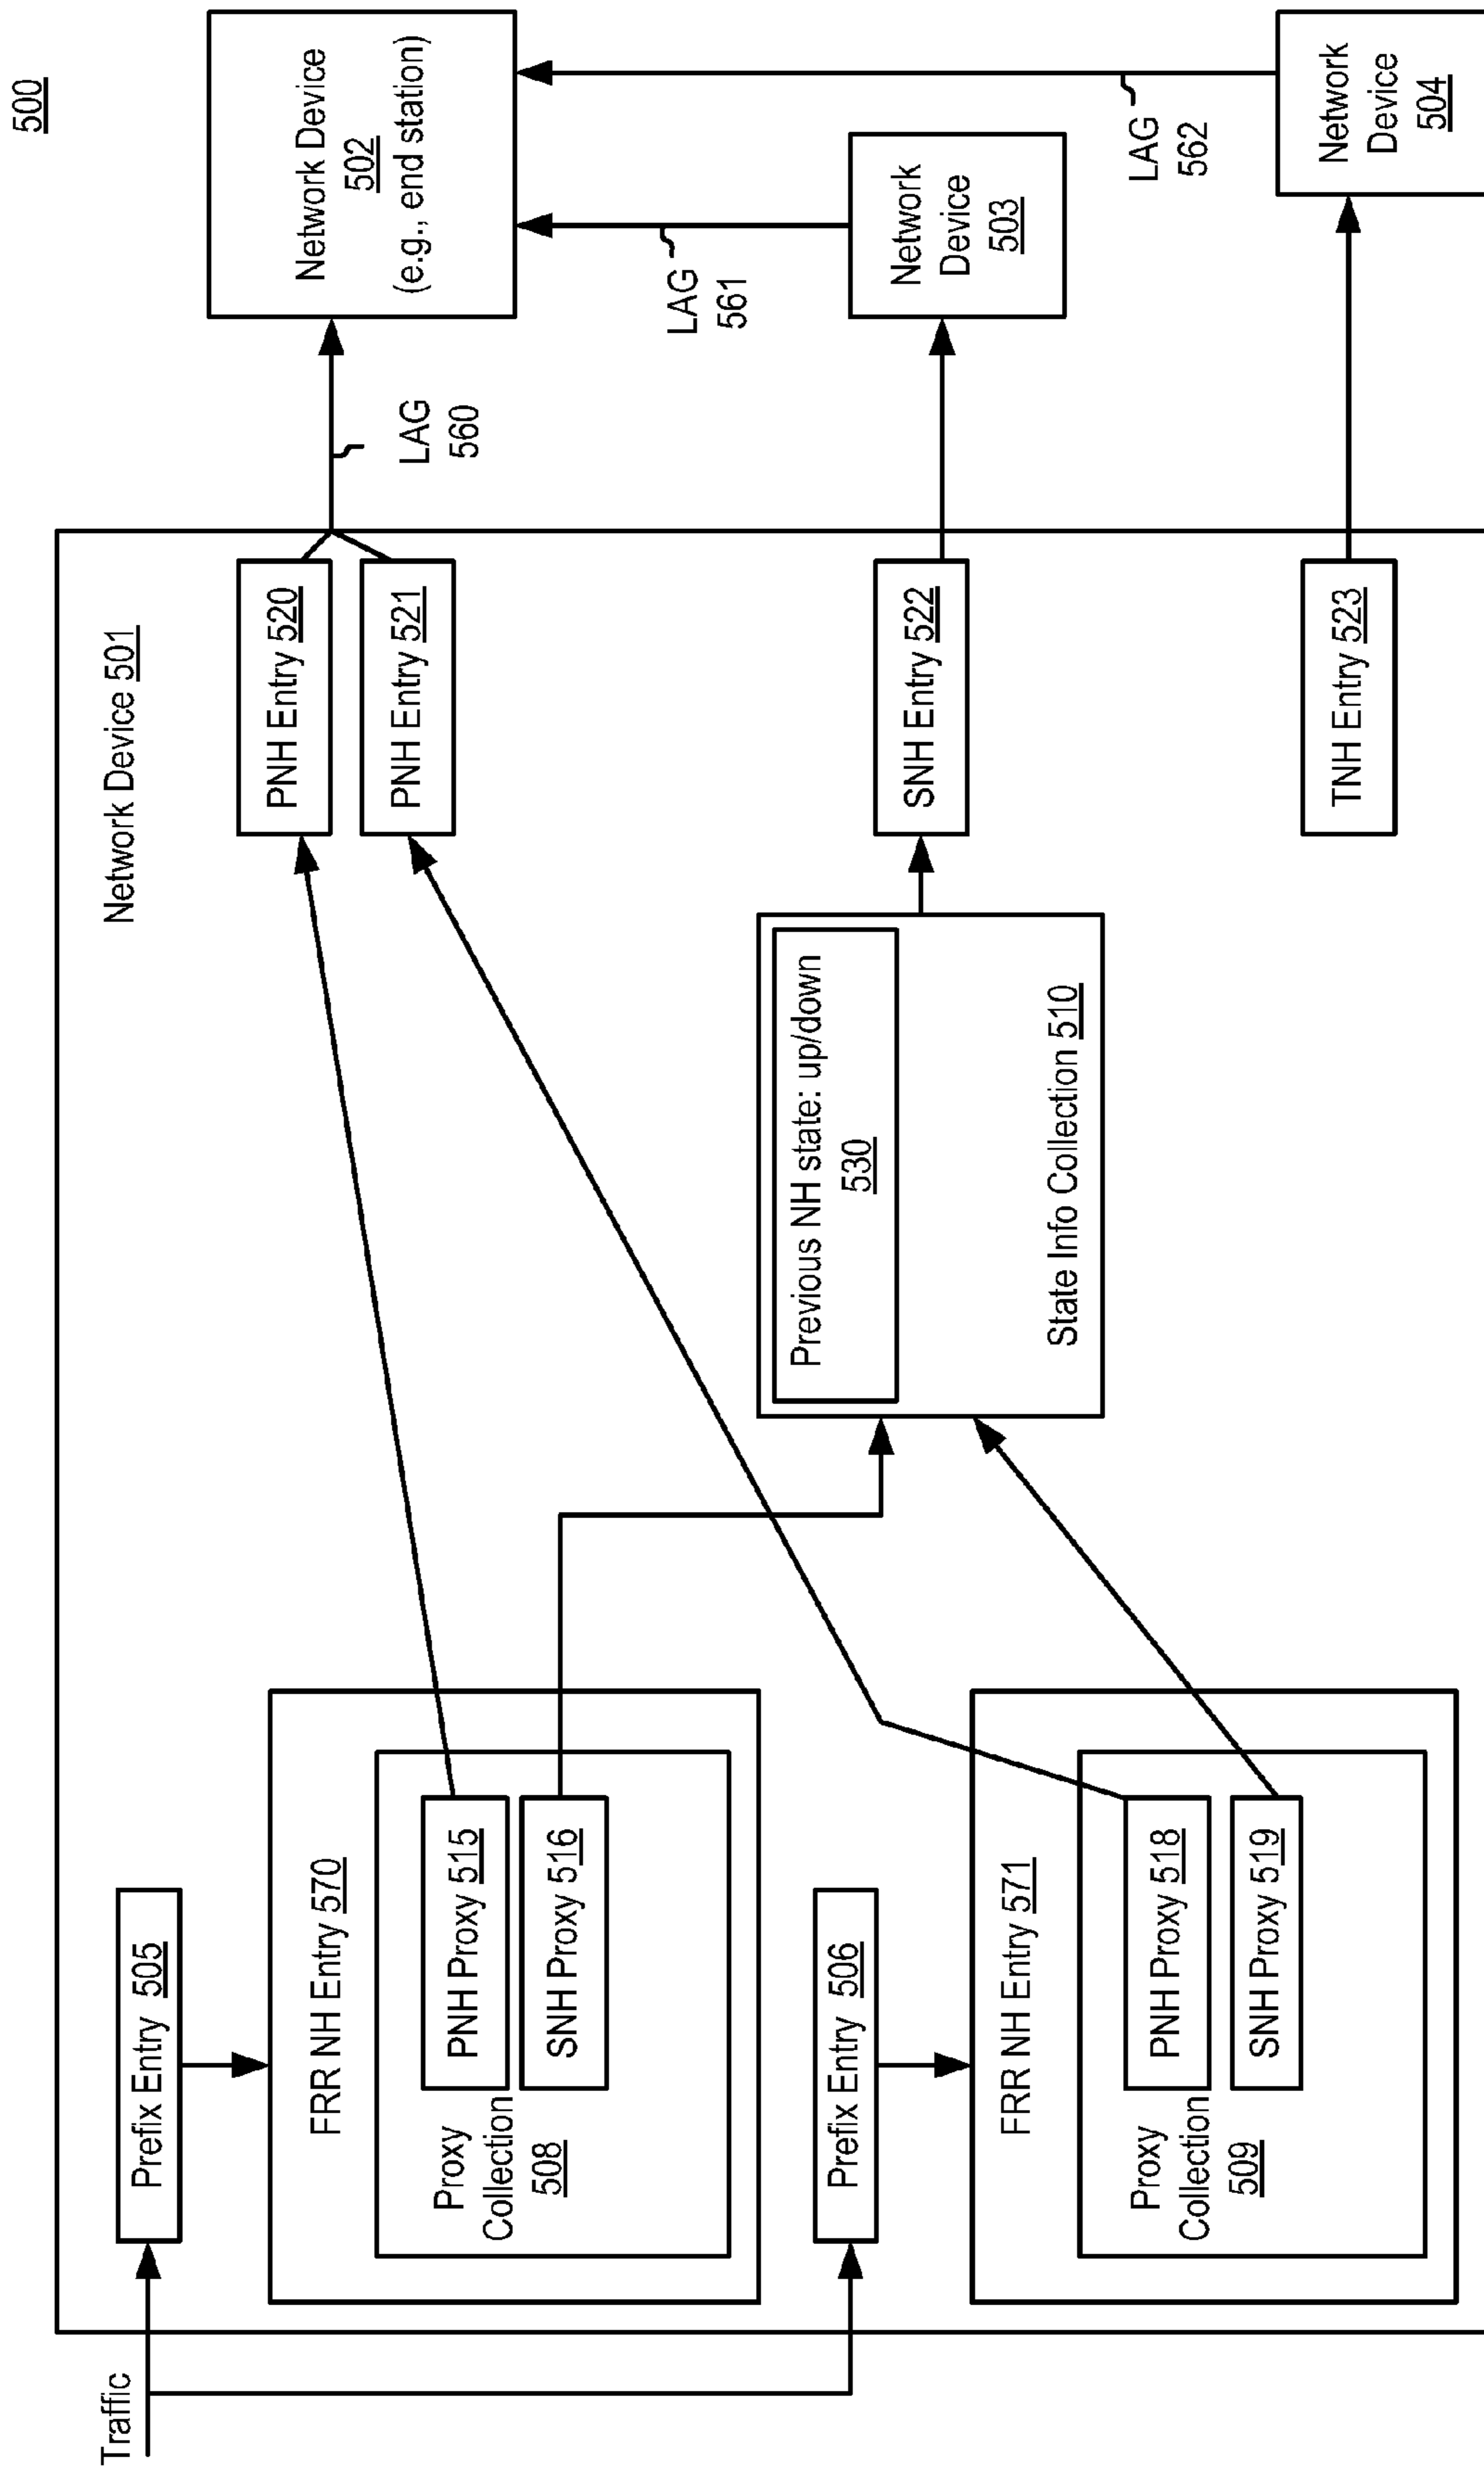 500
Traffic
Network Device 501
Prefix Entry 505
FRR NH Entry 570
Proxy
Collection
508
PNH Proxy 515
SNH Proxy 516
Prefix Entry 506
FRR NH Entry 571
Proxy
Collection
509
PNH Proxy 518
SNH Proxy 519
Previous NH state: up/down
530
State Info Collection 510
PNH Entry 520
PNH Entry 521
SNH Entry 522
TNH Entry 523
LAG
560
Network Device
502
(e.g., end station)
LAG
561
Network
Device
503
LAG
562
Network
Device
504